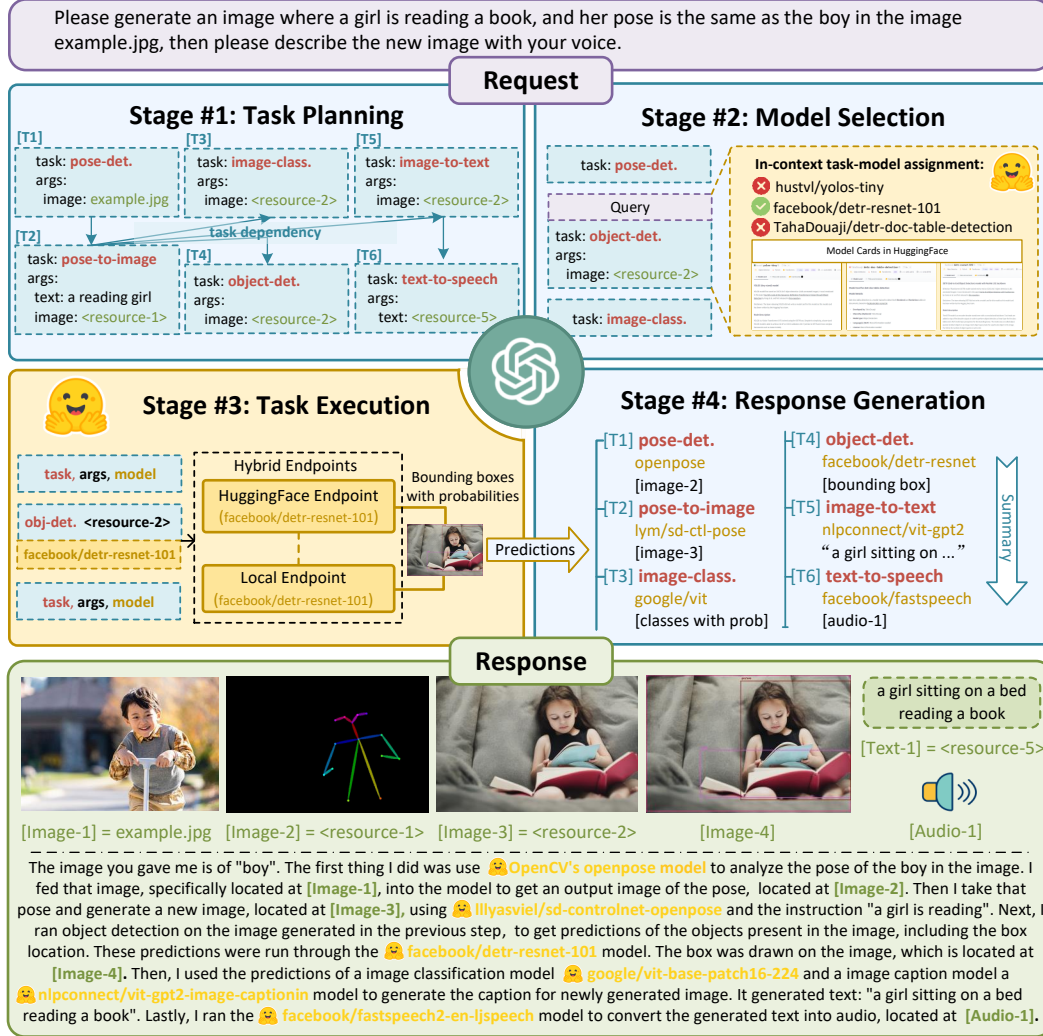 Please generate an image where a girl is reading a book, and her pose is the same as the boy in the image
example.jpg, then please describe the new image with your voice.
Request
Stage #1: Task Planning
[T1]
task: pose-det.
args:
image: example.jpg
[T3]
task: image-class.
args:
image: <resource-2>
[T5]
task: image-to-text
args:
image: <resource-2>
task dependency
[T2]
task: pose-to-image
args:
text: a reading girl
image: <resource-1>
[T4]
task: object-det.
args:
image: <resource-2>
[T6]
task: text-to-speech
args:
text: <resource-5>
Stage #2: Model Selection
task: pose-det.
Query
task: object-det.
args:
image: <resource-2>
task: image-class.
In-context task-model assignment:
hustvl/yolos-tiny
facebook/detr-resnet-101
TahaDouaji/detr-doc-table-detection
Model Cards in HuggingFace
Stage #3: Task Execution
task, args, model
obj-det. <resource-2>
facebook/detr-resnet-101
task, args, model
Hybrid Endpoints
HuggingFace Endpoint
(facebook/detr-resnet-101)
Local Endpoint
(facebook/detr-resnet-101)
Bounding boxes
with probabilities
Predictions
Stage #4: Response Generation
[T1] pose-det.
openpose
[image-2]
[T2] pose-to-image
lym/sd-ctl-pose
[image-3]
[T3] image-class.
google/vit
[classes with prob]
[T4] object-det.
facebook/detr-resnet
[bounding box]
[T5] image-to-text
nlpconnect/vit-gpt2
“a girl sitting on ...”
[T6] text-to-speech
facebook/fastspeech
[audio-1]
Summary
Response
a girl sitting on a bed
reading a book
[Text-1] = <resource-5>
[Image-1] = example.jpg
[Image-2] = <resource-1>
[Image-3] = <resource-2>
[Image-4]
[Audio-1]
The image you gave me is of "boy". The first thing I did was use OpenCV's openpose model to analyze the pose of the boy in the image. I
fed that image, specifically located at [Image-1], into the model to get an output image of the pose, located at [Image-2]. Then I take that
pose and generate a new image, located at [Image-3], using lllyasviel/sd-controlnet-openpose and the instruction "a girl is reading". Next, I
ran object detection on the image generated in the previous step, to get predictions of the objects present in the image, including the box
location. These predictions were run through the facebook/detr-resnet-101 model. The box was drawn on the image, which is located at
[Image-4]. Then, I used the predictions of a image classification model google/vit-base-patch16-224 and a image caption model a
nlpconnect/vit-gpt2-image-captionin model to generate the caption for newly generated image. It generated text: "a girl sitting on a bed
reading a book". Lastly, I ran the facebook/fastspeech2-en-ljspeech model to convert the generated text into audio, located at [Audio-1].